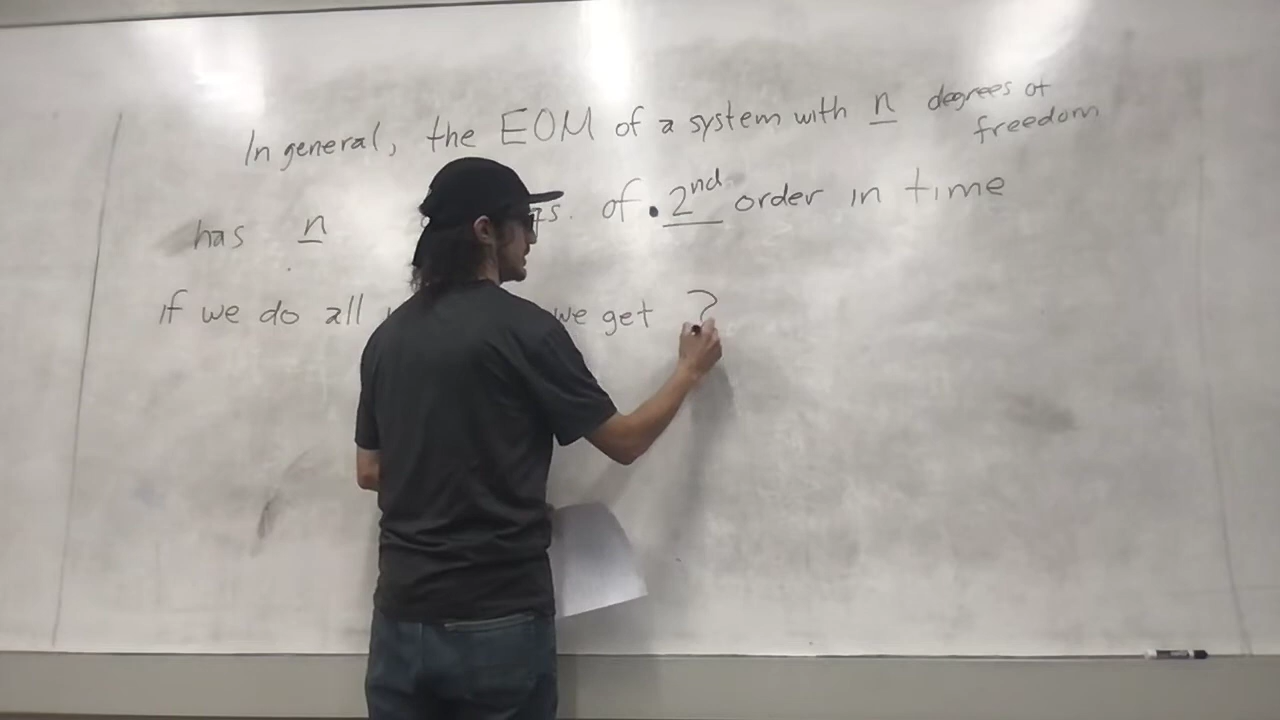 In general, the EOM of a system with n degrees of
freedom
has n of 2nd order in time
if we do all we get 2